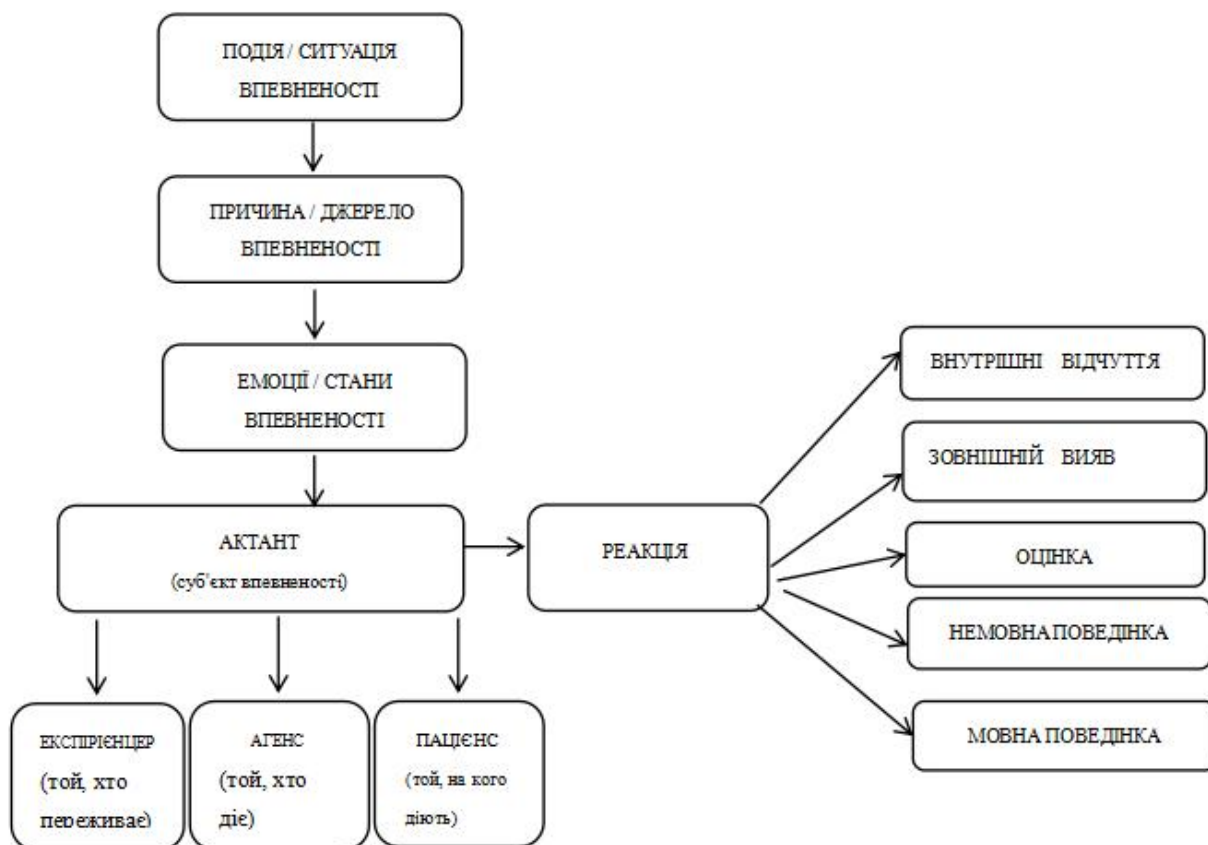 ПОДІЯ / СИТУАЦІЯ
ВПЕВНЕНОСТІ
ПРИЧИНА / ДЖЕРЕЛО
ВПЕВНЕНОСТІ
ЕМОЦІЇ / СТАНИ
ВПЕВНЕНОСТІ
АКТАНТ
(суб'єкт впевненості)
ЕКСПІРІЄНЦЕР
(той, хто
переживає)
АГЕНС
(той, хто
діє)
ПАЦІЄНС
(той, на кого
діють)
РЕАКЦІЯ
ВНУТРІШНІ ВІДЧУТТЯ
ЗОВНІШНІЙ ВИЯВ
ОЦІНКА
НЕМОВНА ПОВЕДІНКА
МОВНА ПОВЕДІНКА